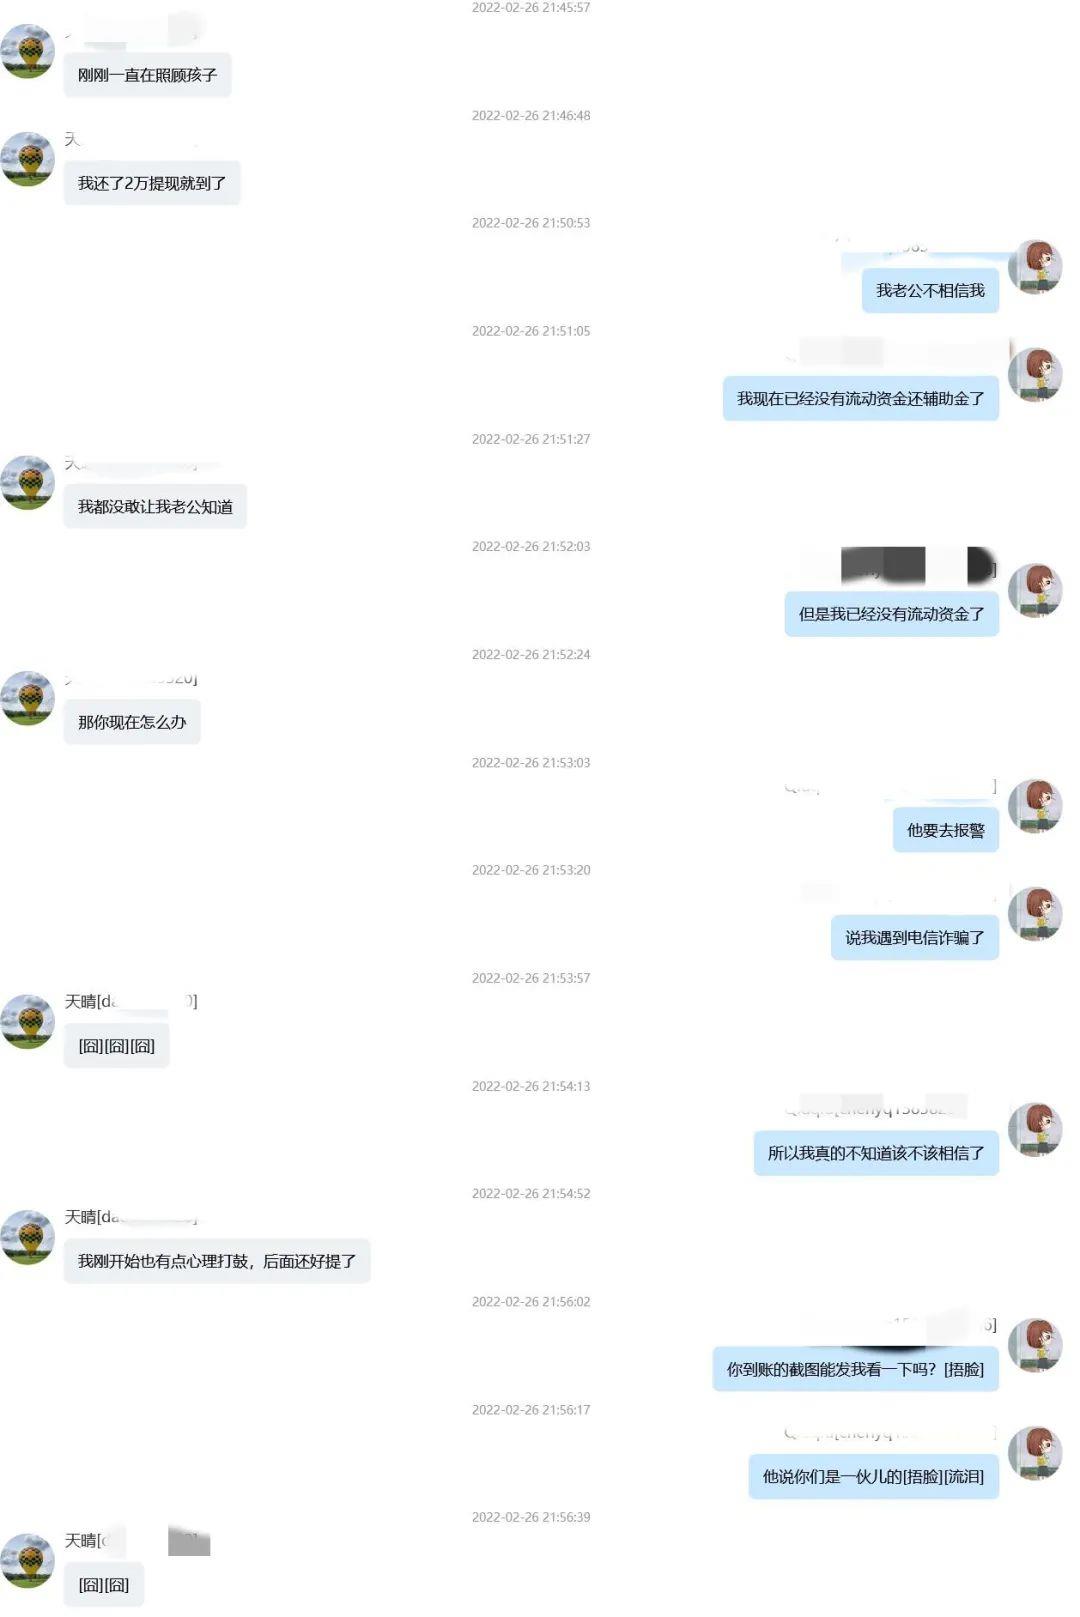 2022-02-26 21:45:57
刚刚一直在照顾孩子
2022-02-26 21:46:48
天
我还了2万提现就到了
2022-02-26 21:50:53
我老公不相信我
2022-02-26 21:51:05
我现在已经没有流动资金还辅助金了
2022-02-26 21:51:27
我都没敢让我老公知道
2022-02-26 21:52:03
但是我已经没有流动资金了
2022-02-26 21:52:24
那你现在怎么办
2022-02-26 21:53:03
他要去报警
2022-02-26 21:53:20
说我遇到电信诈骗了
2022-02-26 21:53:57
天晴[da 0]
[囧][囧][囧]
2022-02-26 21:54:13
所以我真的不知道该不该相信了
2022-02-26 21:54:52
天晴[da
我刚开始也有点心理打鼓，后面还好提了
2022-02-26 21:56:02
6]
你到账的截图能发我看一下吗？[捂脸]
2022-02-26 21:56:17
他说你们是一伙儿的[捂脸][流泪]
2022-02-26 21:56:39
天晴[d
[囧][囧]